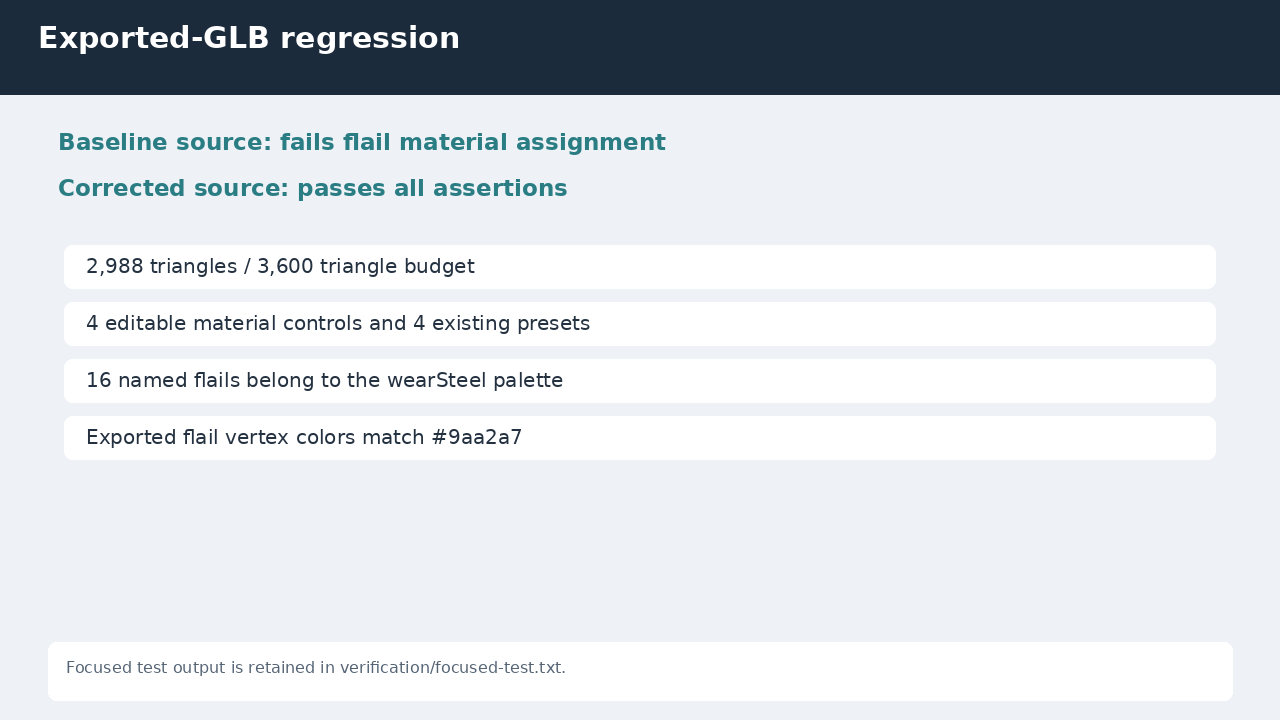 Exported-GLB regression
Baseline source: fails flail material assignment
Corrected source: passes all assertions
2,988 triangles / 3,600 triangle budget
4 editable material controls and 4 existing presets
16 named flails belong to the wearSteel palette
Exported flail vertex colors match #9aa2a7
Focused test output is retained in verification/focused-test.txt.